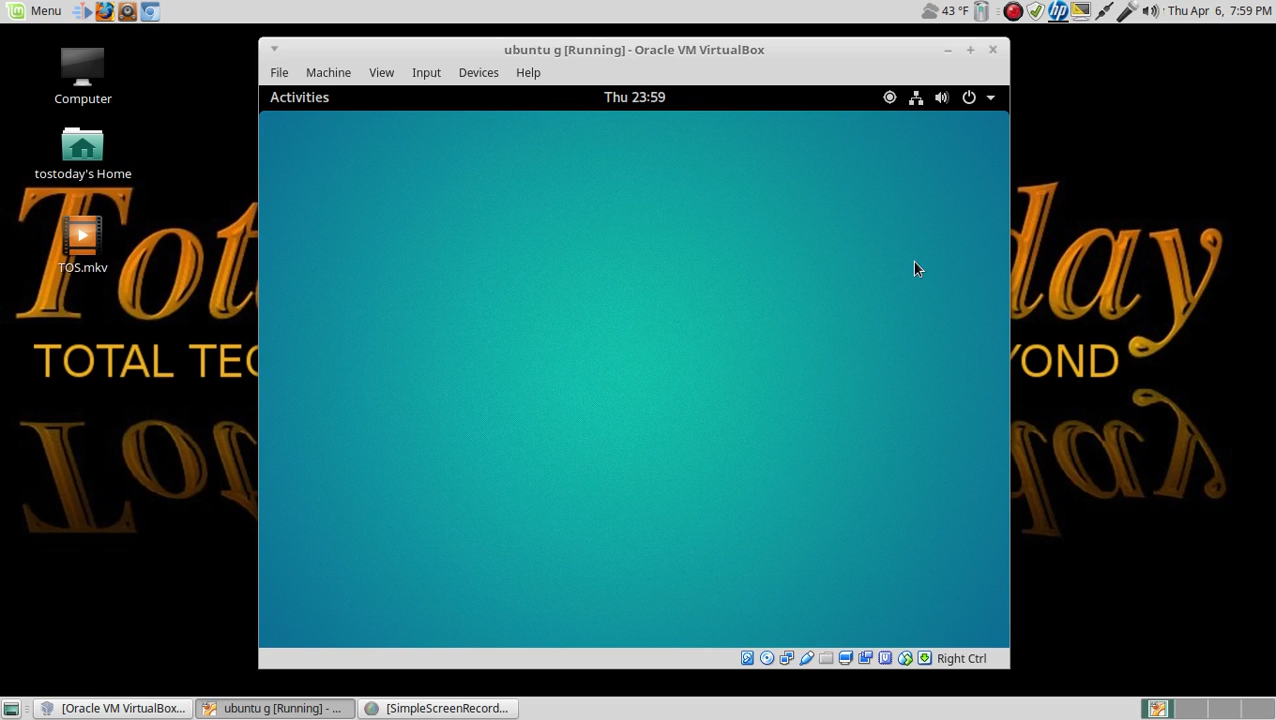 Menu
43 °F
Thu Apr 6, 7:59 PM
Computer
tostoday's Home
TOS.mkv
ubuntu g [Running] - Oracle VM VirtualBox
File Machine View Input Devices Help
Activities
Thu 23:59
Tot
day
TOTAL TEC
YOND
Right Ctrl
[Oracle VM VirtualBox...
ubuntu g [Running] - ...
[SimpleScreenRecord...